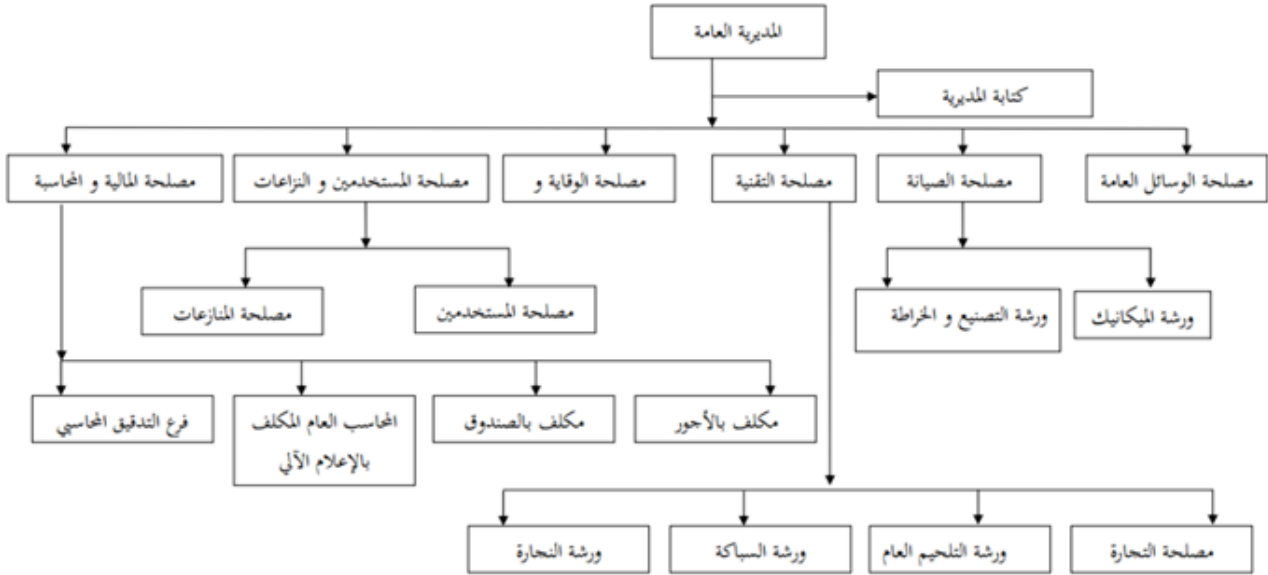 المديرية العامة
كتابة المديرية
مصلحة الوسائل العامة
مصلحة الصيانة
مصلحة التقنية
مصلحة الوقاية و
مصلحة المستخدمين و النزاعات
مصلحة المالية و المحاسبة
ورشة الميكانيك
ورشة التصنيع و الخراطة
مصلحة المستخدمين
مصلحة المنازعات
مكلف بالأجور
مكلف بالصندوق
المحاسب العام المكلف
بالإعلام الآلي
فرع التدقيق المحاسبي
مصلحة التجارة
ورشة التلحيم العام
ورشة السباكة
ورشة النجارة